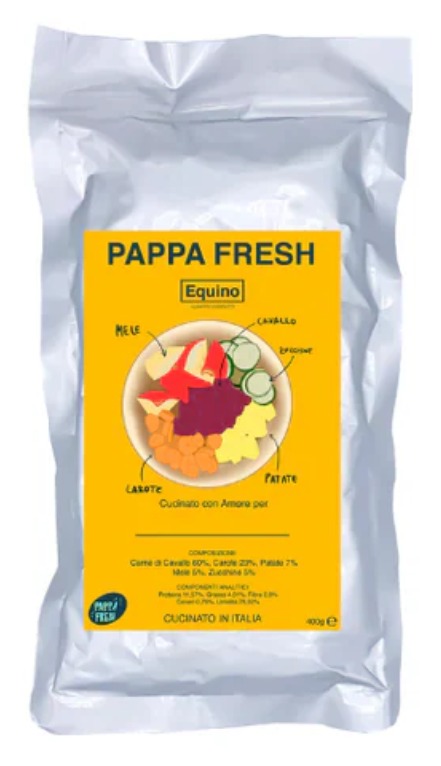 PAPPA FRESH
Equino
MELE
CAVALLO
ZUCCHINE
CAROTE
PATATE
Cucinato con Amore per
COMPOSIZIONE
Carne di Cavallo 60%, Carote 23%, Patate 7%
Mele 5%, Zucchine 5%
COMPONENTI ANALITICI
PAPPA
FRESH
CUCINATO IN ITALIA
400g ℮